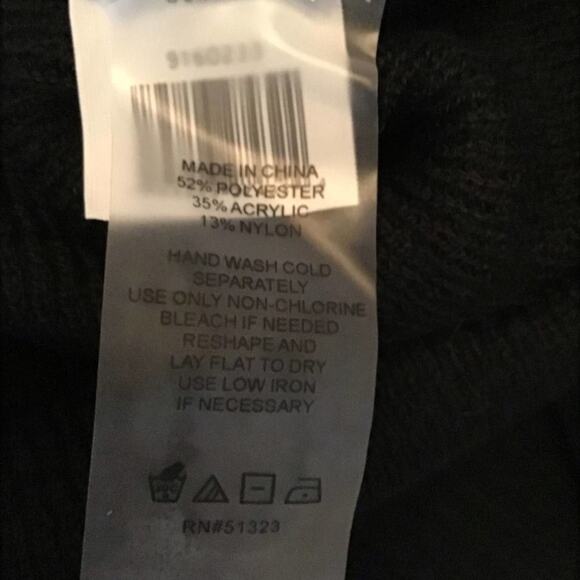 MADE IN CHINA
52% POLYESTER
35% ACRYLIC
13% NYLON
HAND WASH COLD
SEPARATELY
USE ONLY NON-CHLORINE
BLEACH IF NEEDED
RESHAPE AND
LAY FLAT TO DRY
USE LOW IRON
IF NECESSARY
RN#51323